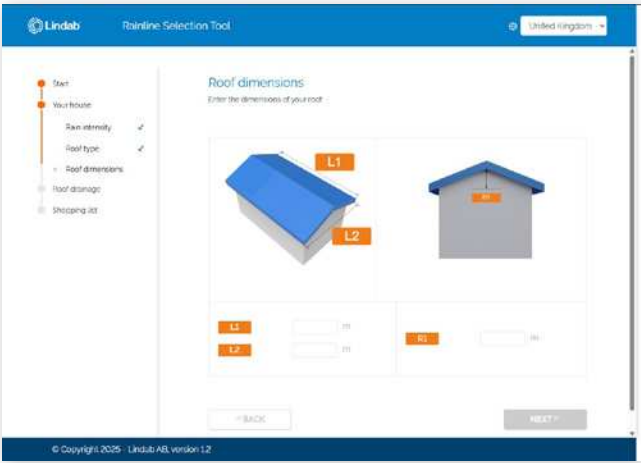 Lindab
Rainline Selection Tool
United Kingdom
Start
Your house
Rain intensity
Roof type
Roof dimensions
Roof drainage
Shopping list
Roof dimensions
Enter the dimensions of your roof
L1
L2
R1
L1 m
L2 m
R1 m
< BACK
NEXT >
© Copyright 2025 - Lindab AB, version 1.2